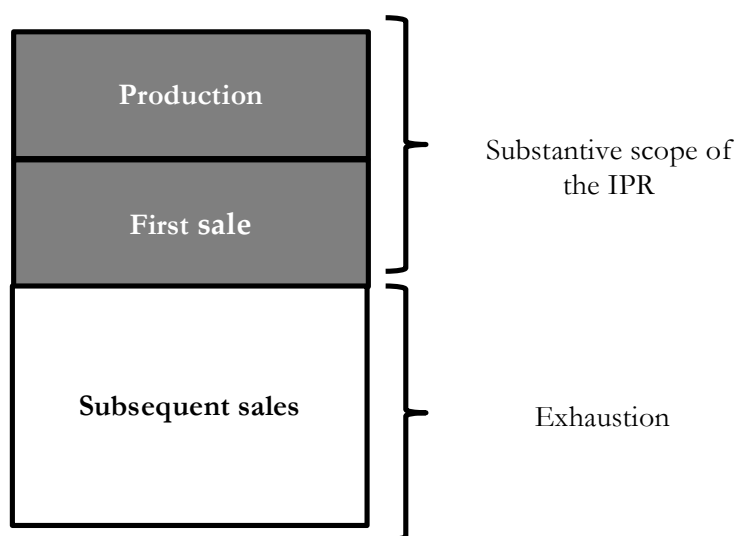 Production
Substantive scope of
the IPR
First sale
Subsequent sales
Exhaustion